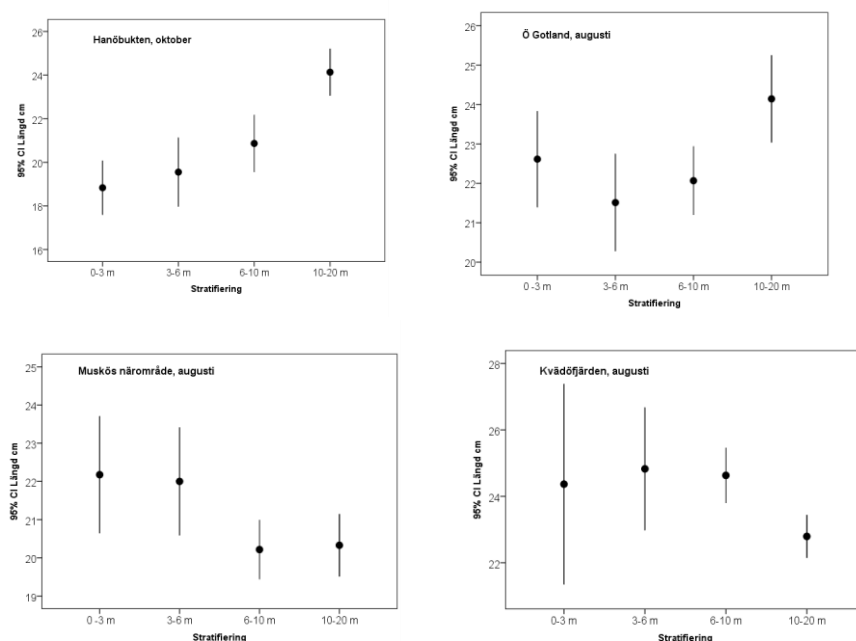 Hanöbukten, oktober
95% CI Längd cm
26
24
22
20
18
16
0-3 m 3-6 m 6-10 m 10-20 m
Stratifiering
Ö Gotland, augusti
95% CI Längd cm
26
25
24
23
22
21
20
0 -3 m 3-6 m 6-10 m 10-20 m
Stratifiering
Muskös närområde, augusti
95% CI Längd cm
25
24
23
22
21
20
19
0 -3 m 3-6 m 6-10 m 10-20 m
Stratifiering
Kvädöfjärden, augusti
95% CI Längd cm
28
26
24
22
0-3 m 3-6 m 6-10 m 10-20 m
Stratifiering